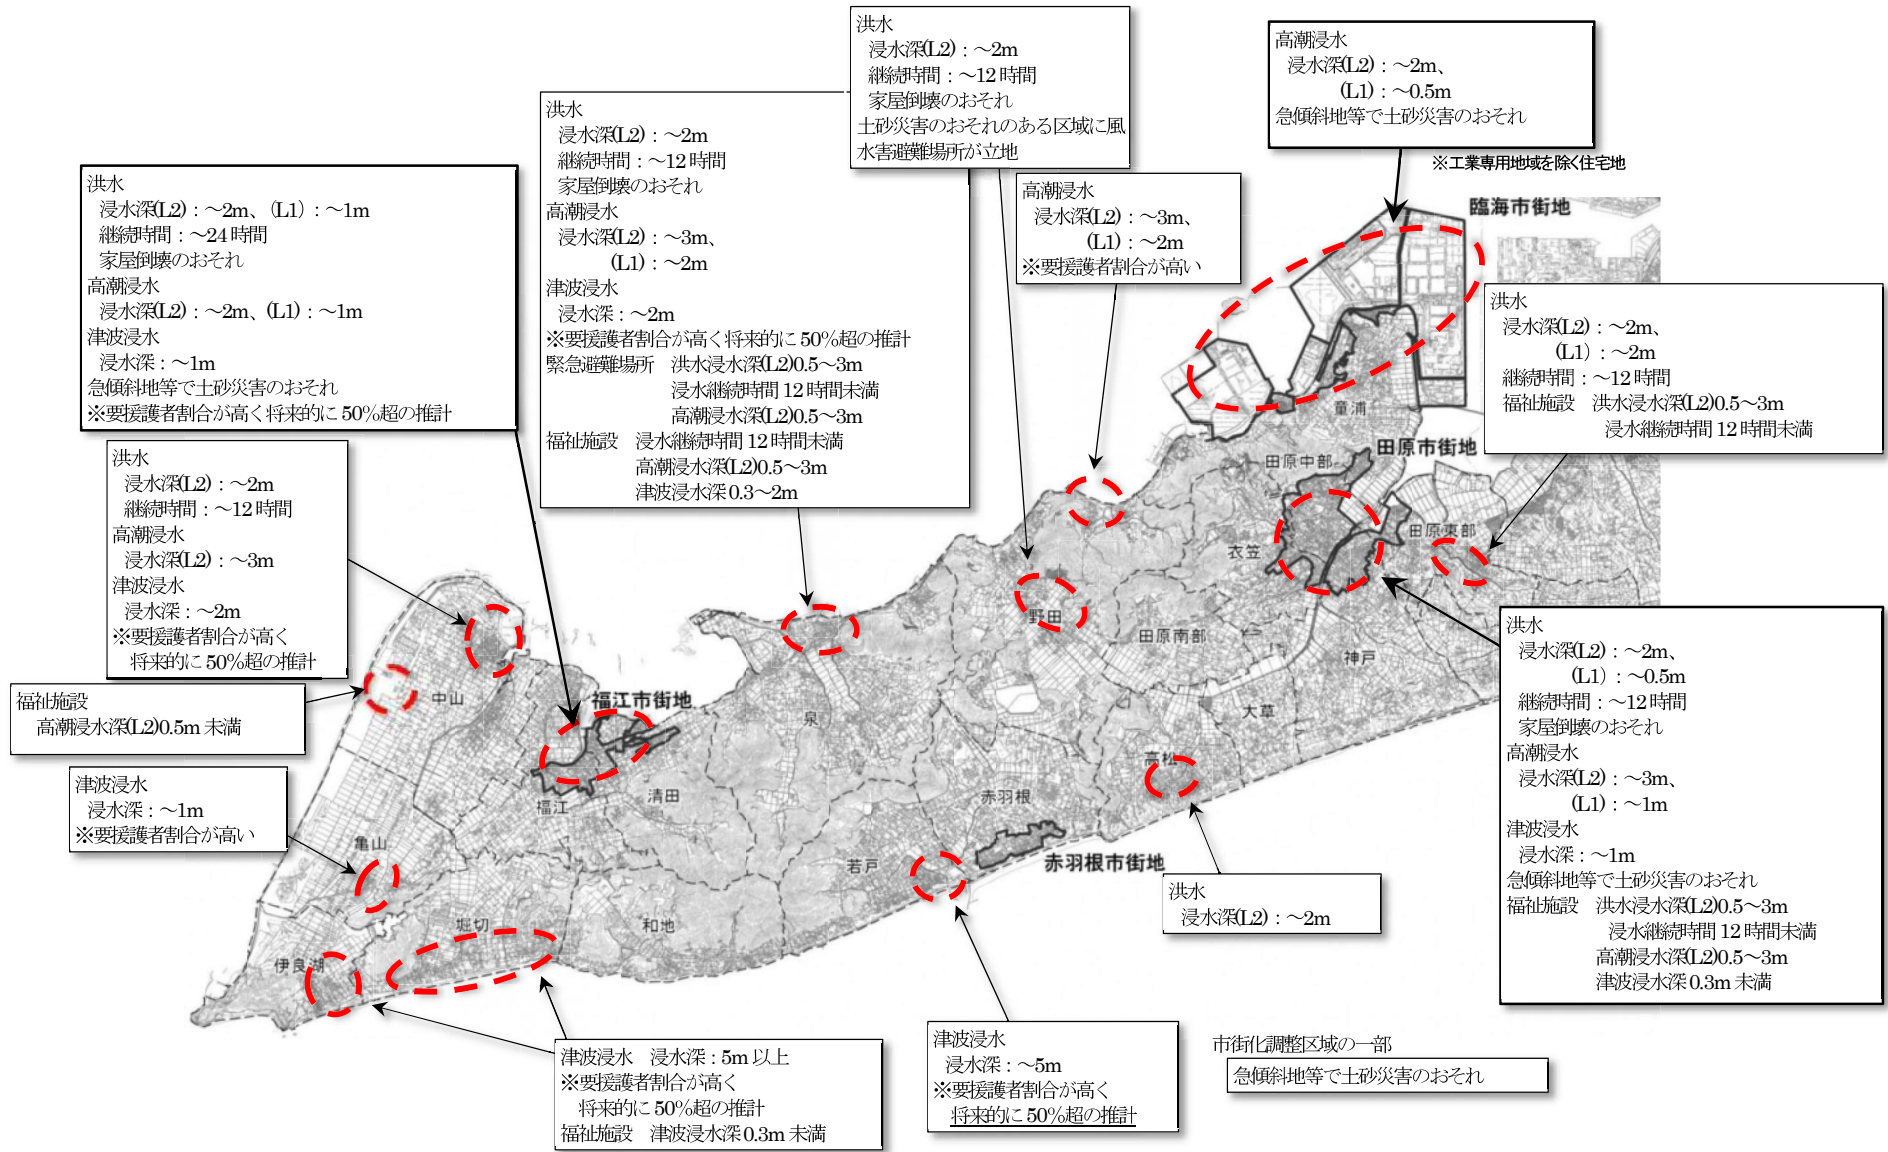 洪水
浸水深(L2)：～2m
継続時間：～12時間
家屋倒壊のおそれ
土砂災害のおそれのある区域に風
水害避難場所が立地
高潮浸水
浸水深(L2)：～2m、
(L1)：～0.5m
急傾斜地等で土砂災害のおそれ
※工業専用地域を除く住宅地
洪水
浸水深(L2)：～2m
継続時間：～12時間
家屋倒壊のおそれ
高潮浸水
浸水深(L2)：～3m、
(L1)：～2m
津波浸水
浸水深：～2m
※要援護者割合が高く将来的に50%超の推計
緊急避難場所　洪水浸水深(L2)0.5～3m
浸水継続時間12時間未満
高潮浸水深(L2)0.5～3m
福祉施設　浸水継続時間12時間未満
高潮浸水深(L2)0.5～3m
津波浸水深0.3～2m
洪水
浸水深(L2)：～2m、（L1）：～1m
継続時間：～24時間
家屋倒壊のおそれ
高潮浸水
浸水深(L2)：～2m、(L1)：～1m
津波浸水
浸水深：～1m
急傾斜地等で土砂災害のおそれ
※要援護者割合が高く将来的に50%超の推計
高潮浸水
浸水深(L2)：～3m、
(L1)：～2m
※要援護者割合が高い
臨海市街地
洪水
浸水深(L2)：～2m、
(L1)：～2m
継続時間：～12時間
福祉施設　洪水浸水深(L2)0.5～3m
浸水継続時間12時間未満
洪水
浸水深(L2)：～2m
継続時間：～12時間
高潮浸水
浸水深(L2)：～3m
津波浸水
浸水深：～2m
※要援護者割合が高く
将来的に50%超の推計
童浦
田原市街地
田原中部
田原東部
衣笠
野田
田原南部
神戸
福祉施設
高潮浸水深(L2)0.5m未満
中山
福江市街地
泉
大草
高松
洪水
浸水深(L2)：～2m、
(L1)：～0.5m
継続時間：～12時間
家屋倒壊のおそれ
高潮浸水
浸水深(L2)：～3m、
(L1)：～1m
津波浸水
浸水深：～1m
急傾斜地等で土砂災害のおそれ
福祉施設　洪水浸水深(L2)0.5～3m
浸水継続時間12時間未満
高潮浸水深(L2)0.5～3m
津波浸水深0.3m未満
津波浸水
浸水深：～1m
※要援護者割合が高い
福江
清田
赤羽根
亀山
若戸
赤羽根市街地
洪水
浸水深(L2)：～2m
堀切
和地
伊良湖
津波浸水　浸水深：5m以上
※要援護者割合が高く
将来的に50%超の推計
福祉施設　津波浸水深0.3m未満
津波浸水
浸水深：～5m
※要援護者割合が高く
将来的に50%超の推計
市街化調整区域の一部
急傾斜地等で土砂災害のおそれ